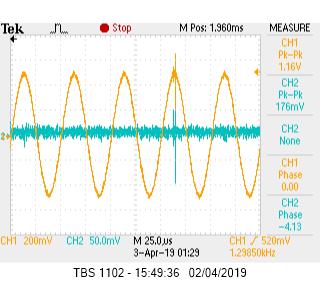 Tek Stop M Pos: 1.960ms MEASURE
CH1
Pk-Pk
1.16V
CH2
Pk-Pk
176mV
CH2
None
CH1
Phase
0.00
CH2
Phase
-4.13
2
CH1 200mV CH2 50.0mV M 25.0µs CH1 / 520mV
3-Apr-19 01:29 1.29850kHz
TBS 1102 - 15:49:36 02/04/2019